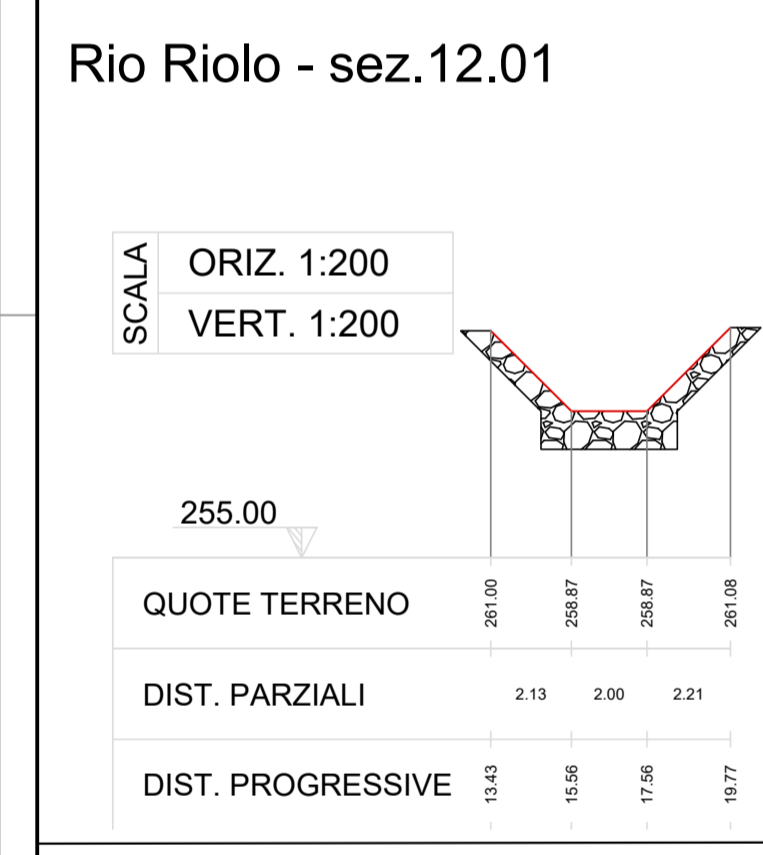 Rio Riolo - sez.12.01
SCALA
ORIZ. 1:200
VERT. 1:200
255.00
QUOTE TERRENO 261.00 258.87 258.87 261.08
DIST. PARZIALI 2.13 2.00 2.21
DIST. PROGRESSIVE 13.43 15.56 17.56 19.77